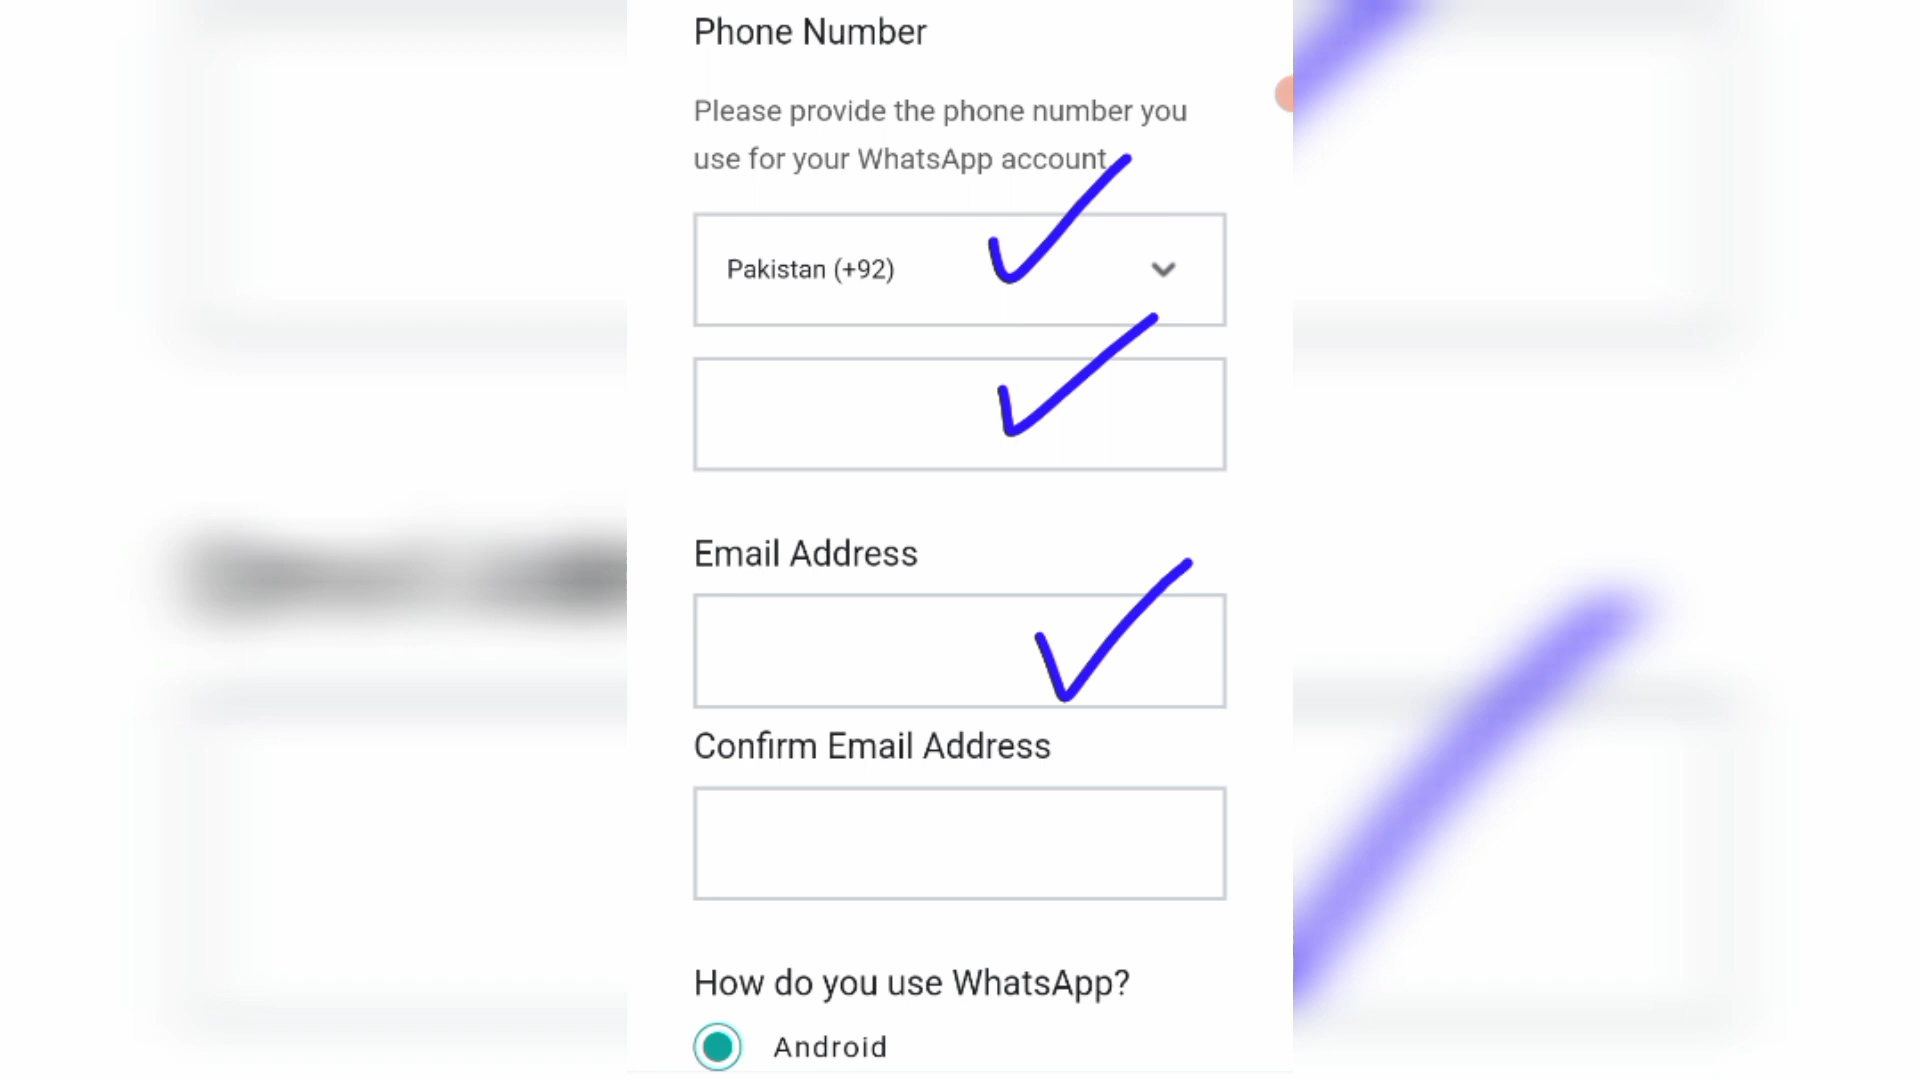 Phone Number
Please provide the phone number you
use for your WhatsApp account.
Pakistan (+92)
Email Address
Confirm Email Address
How do you use WhatsApp?
Android